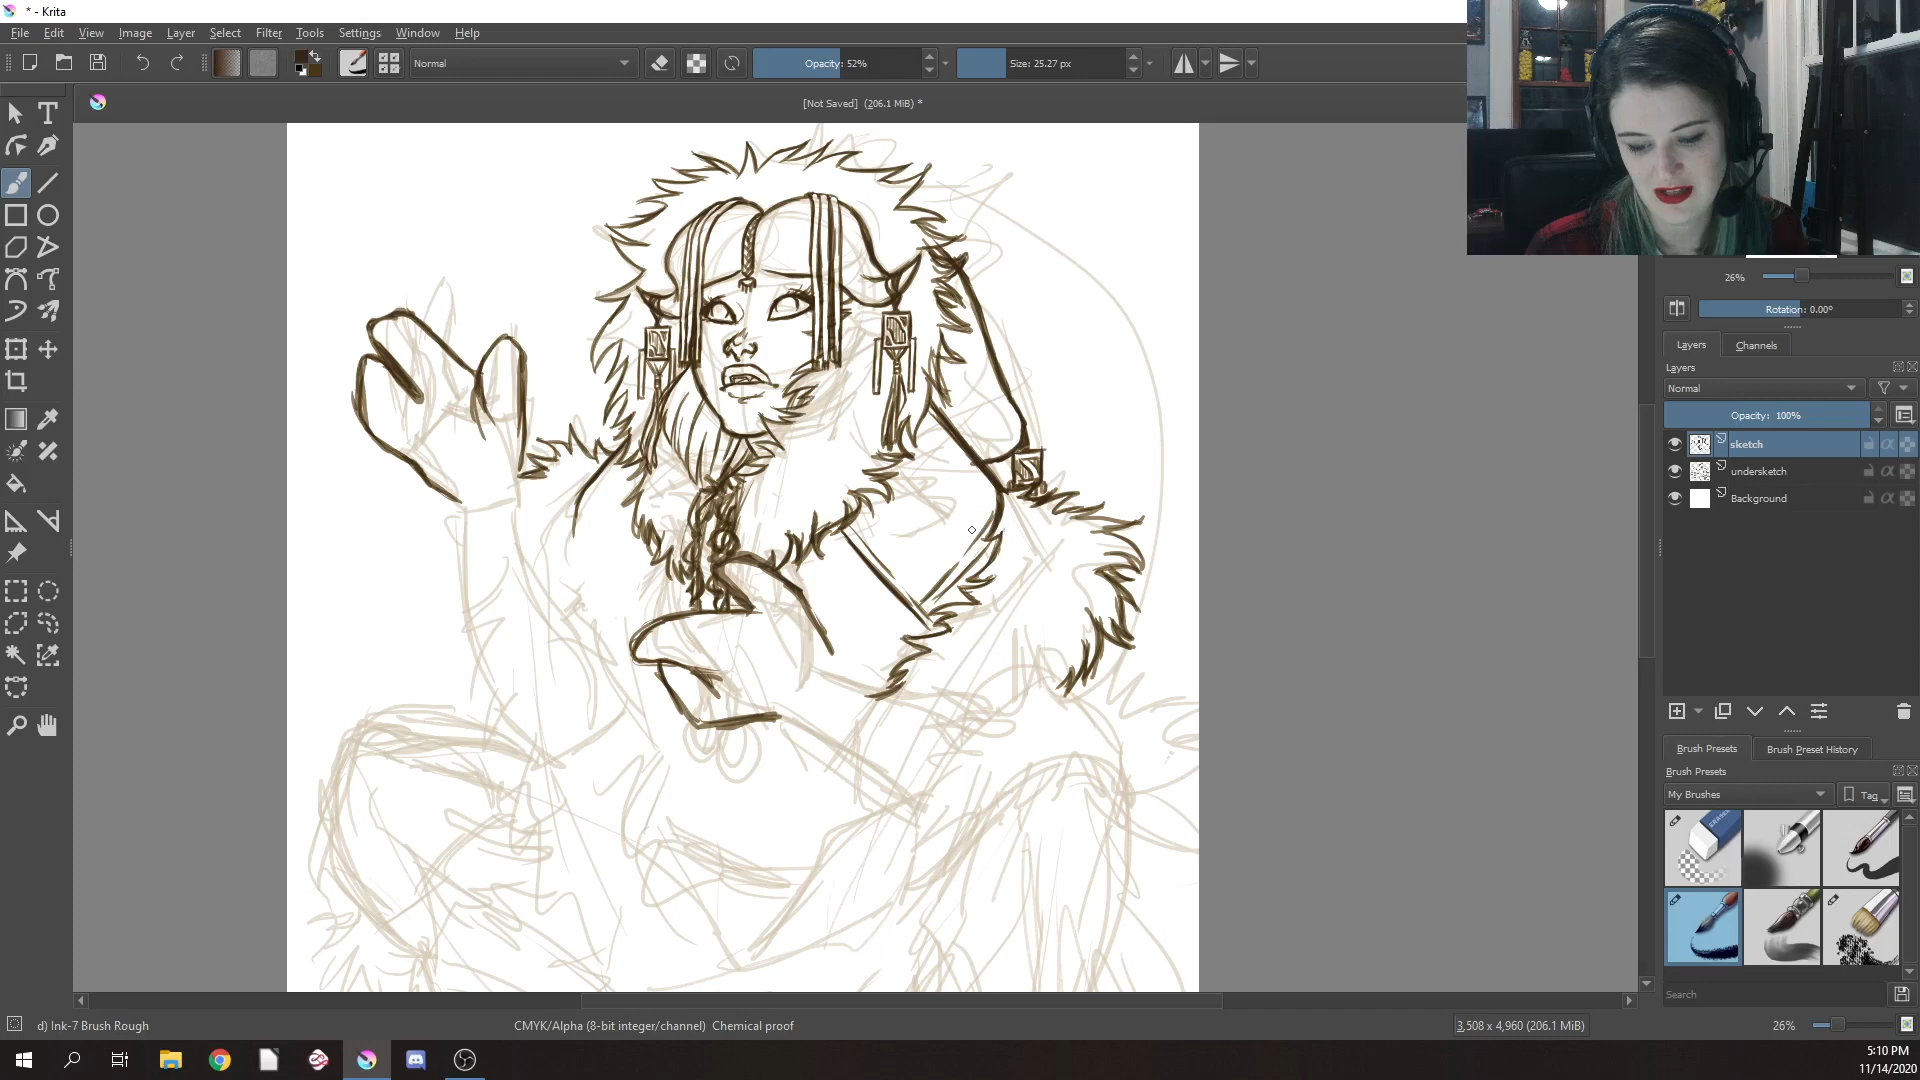 * - Krita
File Edit View Image Layer Select Filter Tools Settings Window Help
Normal
Opacity: 52%
Size: 25.27 px
[Not Saved] (206.1 MiB) *
26%
Rotation: 0.00°
Layers Channels
Layers
Normal
Opacity: 100%
sketch
undersketch
Background
Brush Presets Brush Preset History
Brush Presets
My Brushes
Tag
ERASER
Search
d) Ink-7 Brush Rough
CMYK/Alpha (8-bit integer/channel) Chemical proof
3,508 x 4,960 (206.1 MiB)
26%
5:10 PM
11/14/2020